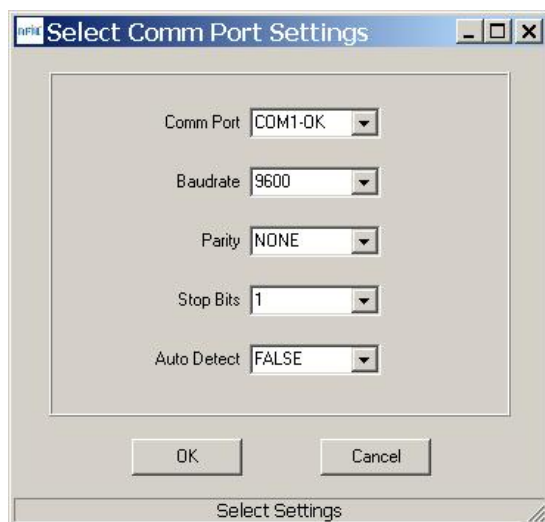 Select Comm Port Settings
Comm Port COM1-OK
Baudrate 9600
Parity NONE
Stop Bits 1
Auto Detect FALSE
OK Cancel
Select Settings